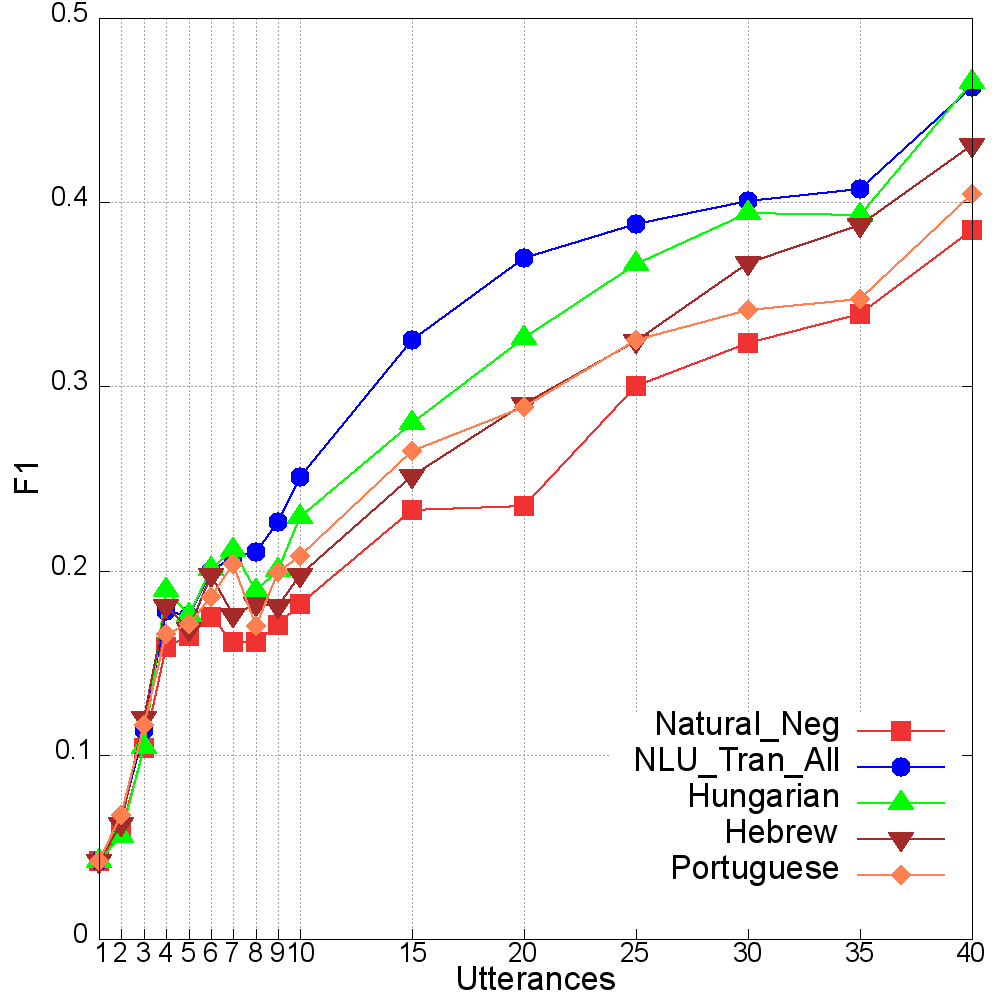 0.5
0.4
0.3
0.2
0.1
0
F1
Natural_Neg
NLU_Tran_All
Hungarian
Hebrew
Portuguese
1 2 3 4 5 6 7 8 9 10 15 20 25 30 35 40
Utterances